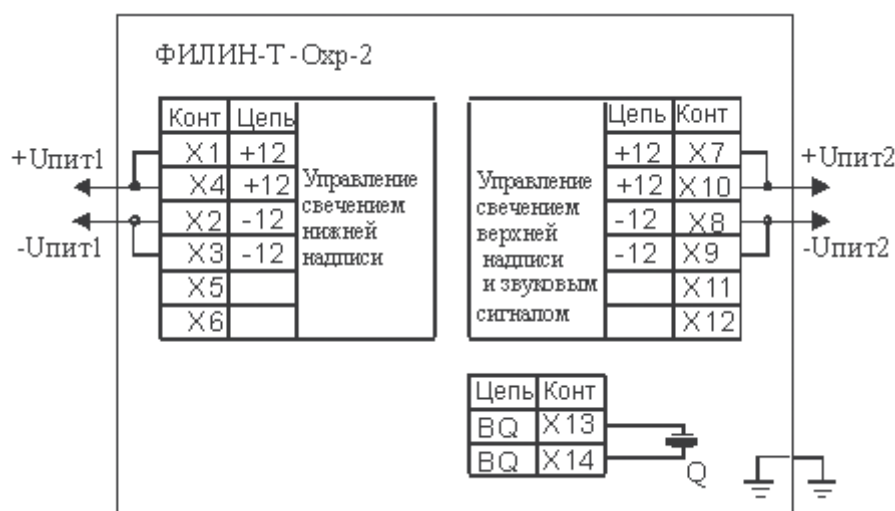 ФИЛИН-Т - Охр-2
Конт Цепь
X1 +12
X4 +12
X2 -12
X3 -12
X5
X6
Управление
свечением
нижней
надписи
+Uпит1
-Uпит1
Цепь Конт
+12 X7
+12 X10
-12 X8
-12 X9
X11
X12
Управление
свечением
верхней
надписи
и звуковым
сигналом
+Uпит2
-Uпит2
Цепь Конт
BQ X13
BQ X14
Q